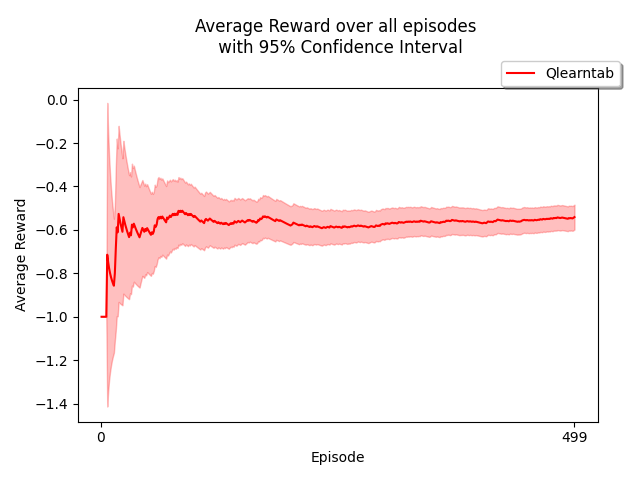 Average Reward over all episodes
with 95% Confidence Interval
Qlearntab
0.0
−0.2
−0.4
−0.6
−0.8
−1.0
−1.2
−1.4
Average Reward
0
499
Episode